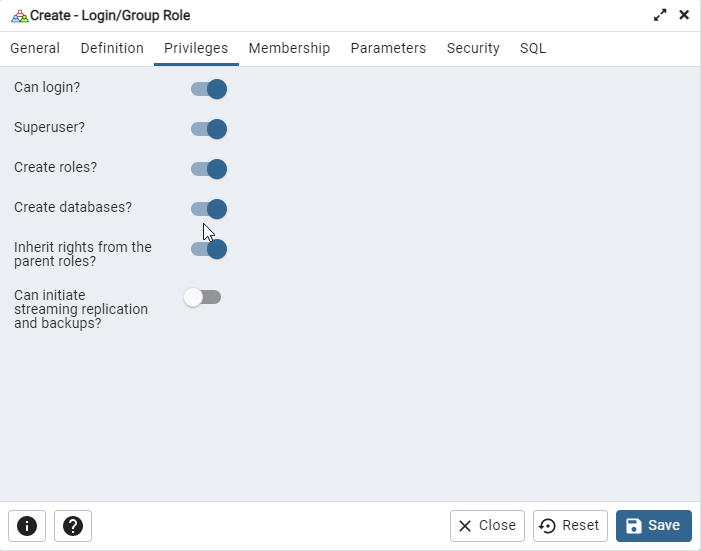 Create - Login/Group Role
General Definition Privileges Membership Parameters Security SQL
Can login?
Superuser?
Create roles?
Create databases?
Inherit rights from the
parent roles?
Can initiate
streaming replication
and backups?
Close Reset Save